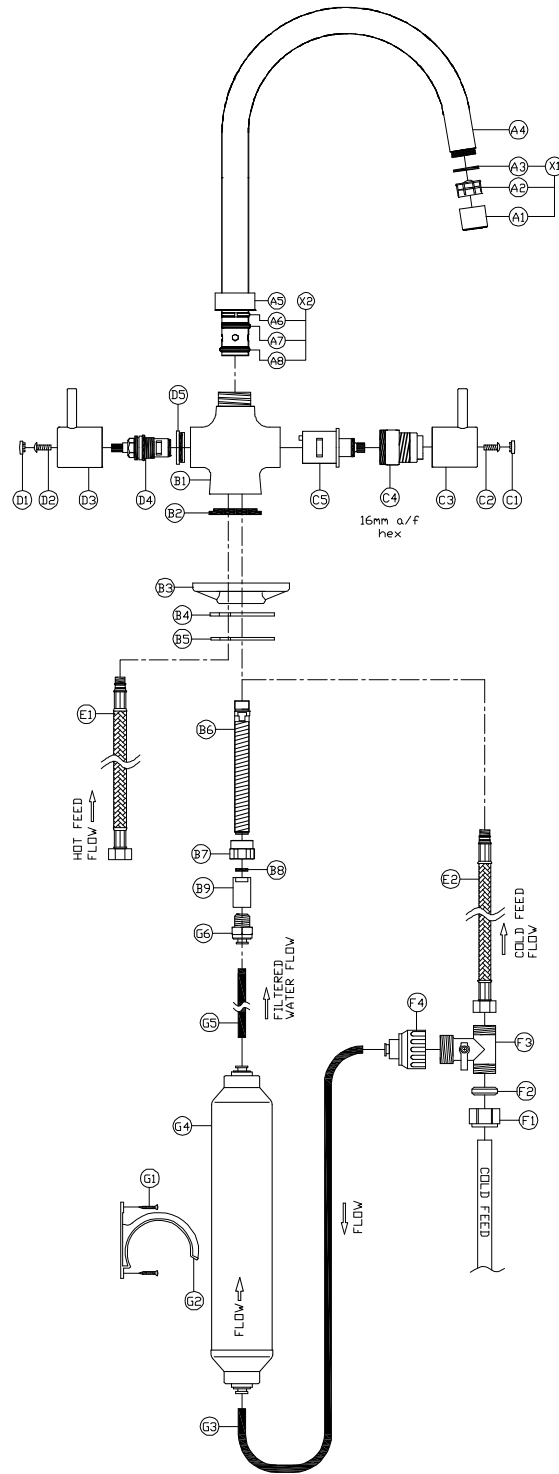 A4
A3
X1
A2
A1
A5
X2
A6
A7
A8
D5
D1
D2
D3
D4
B1
C5
C4
C3
C2
C1
16mm a/f
hex
B2
B3
B4
B5
E1
HOT FEED
FLOW
B6
B7
B8
B9
G6
E2
COLD FEED
FLOW
FILTERED
WATER FLOW
G5
F4
F3
F2
F1
G4
G1
G2
FLOW
FLOW
COLD FEED
G3